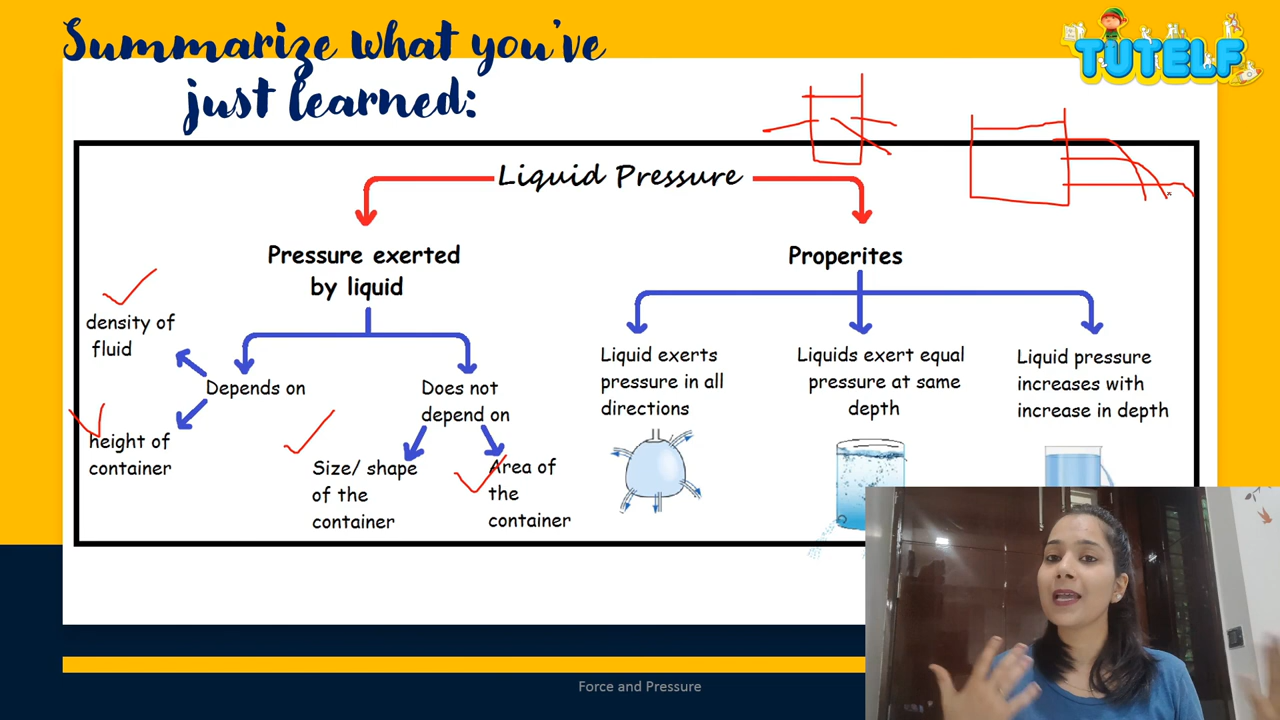 Summarize what you've
just learned:
TUTELF
Liquid Pressure
Pressure exerted
by liquid
Properites
density of
fluid
Depends on
height of
container
Does not
depend on
Size/ shape
of the
container
Area of
the
container
Liquid exerts
pressure in all
directions
Liquids exert equal
pressure at same
depth
Liquid pressure
increases with
increase in depth
Force and Pressure